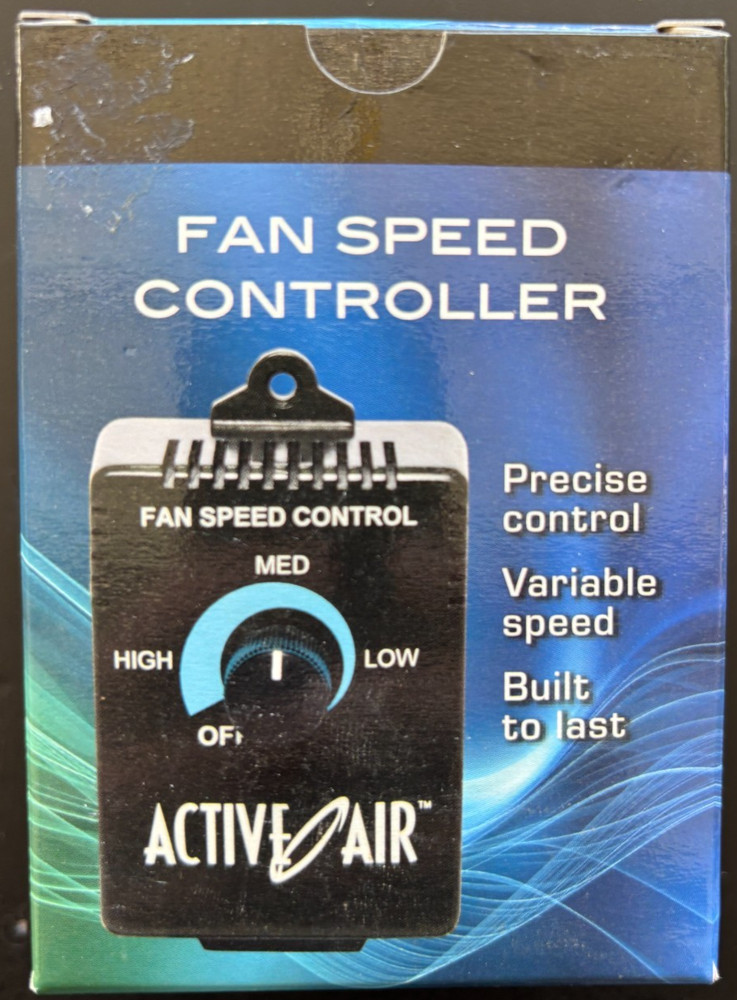 FAN SPEED
CONTROLLER
FAN SPEED CONTROL
MED
HIGH
LOW
OFF
ACTIVE AIR™
Precise
control
Variable
speed
Built
to last